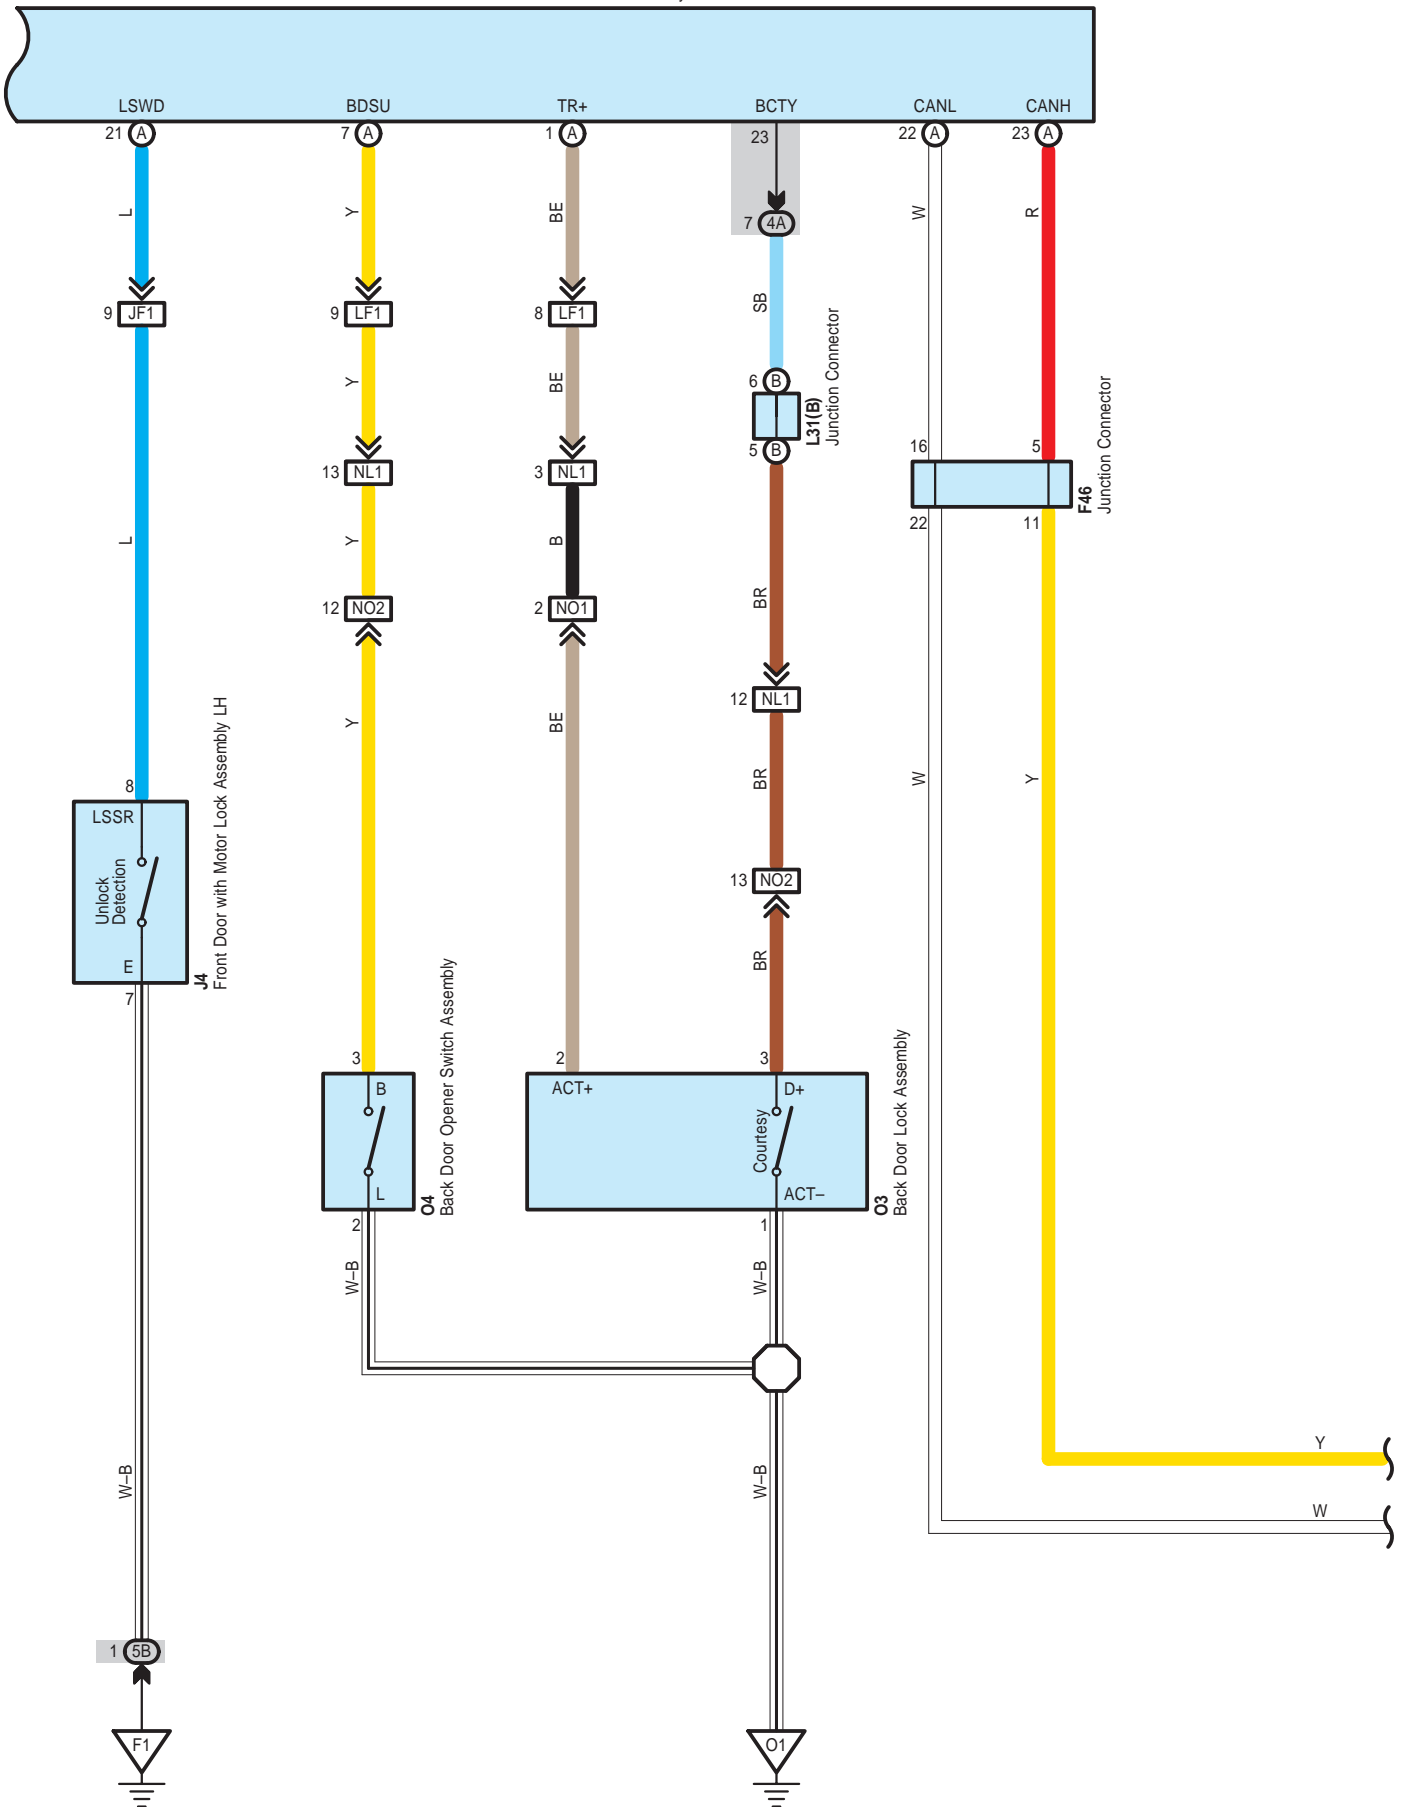 LSWD BDSU TR+ BCTY CANL CANH
21 A 7 A 1 A 23 22 A 23 A
7 4A
L Y BE W R
9 JF1 9 LF1 8 LF1
SB
L31(B)
Junction Connector
Y BE
6 B
5 B
16 5
F46
Junction Connector
22 11
13 NL1 3 NL1
L Y B
BR
12 NO2 2 NO1
12 NL1
Y BE
BR W Y
8
LSSR
Unlock
Detection
E
7
J4
Front Door with Motor Lock Assembly LH
13 NO2
BR
3 2 3
B ACT+ D+
Courtesy
L ACT–
2 1
O4
Back Door Opener Switch Assembly
O3
Back Door Lock Assembly
W–B W–B
Y
W–B W–B
W
1 5B
F1 O1